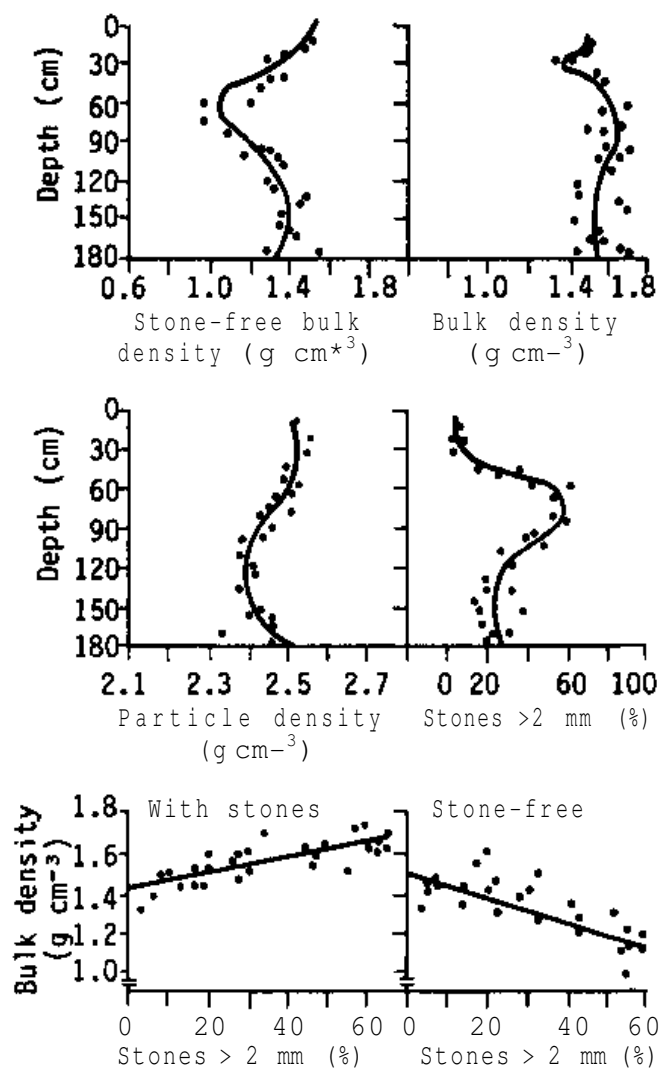 Depth (cm)
0
30
60
90
120
150
180
0.6 1.0 1.4 1.8 1.0 1.4 1.8
Stone-free bulk
density (g cm*³)
Bulk density
(g cm–³)
Depth (cm)
0
30
60
90
120
150
180
2.1 2.3 2.5 2.7 0 20 60 100
Particle density
(g cm–³)
Stones >2 mm (%)
Bulk density
(g cm⁻³)
1.8
1.6
1.4
1.2
1.0
With stones
Stone-free
0 20 40 60 0 20 40 60
Stones > 2 mm (%)
Stones > 2 mm (%)